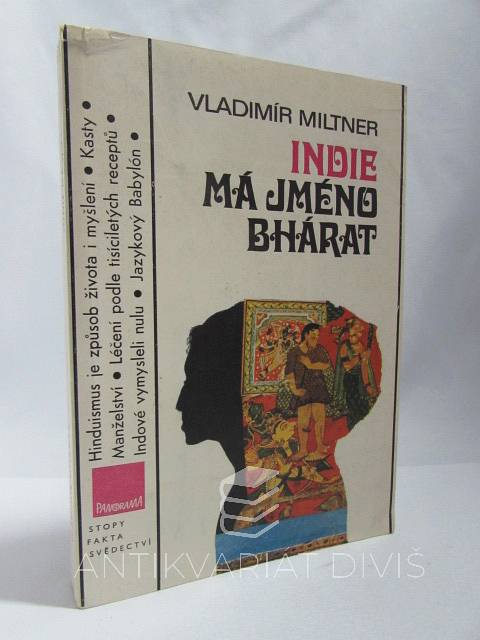 VLADIMÍR MILTNER
INDIE
MÁ JMÉNO
BHÁRAT
Hinduismus je způsob života i myšlení • Kasty •
Manželství • Léčení podle tisíciletých receptů •
Indové vymysleli nulu • Jazykový Babylón •
PANORAMA
STOPY
FAKTA
SVĚDECTVÍ
ANTIKVARIÁT DIVIŠ